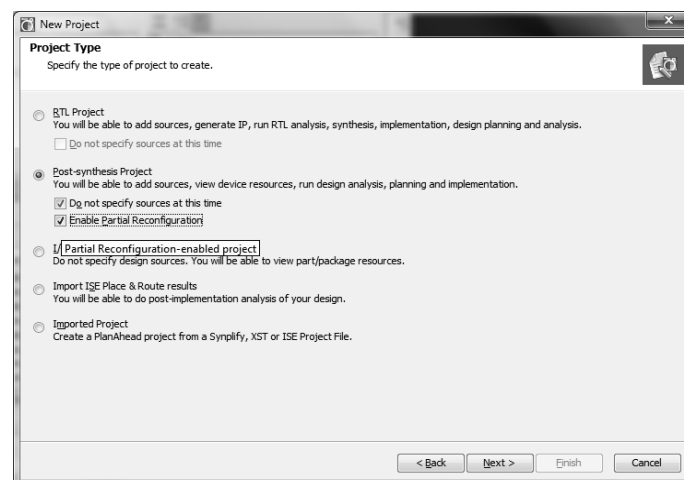 New Project
Project Type
Specify the type of project to create.
RTL Project
You will be able to add sources, generate IP, run RTL analysis, synthesis, implementation, design planning and analysis.
Do not specify sources at this time
Post-synthesis Project
You will be able to add sources, view device resources, run design analysis, planning and implementation.
Do not specify sources at this time
Enable Partial Reconfiguration
I/ Partial Reconfiguration-enabled project
Do not specify design sources. You will be able to view part/package resources.
Import ISE Place & Route results
You will be able to do post-implementation analysis of your design.
Imported Project
Create a PlanAhead project from a Synplify, XST or ISE Project File.
< Back Next > Finish Cancel